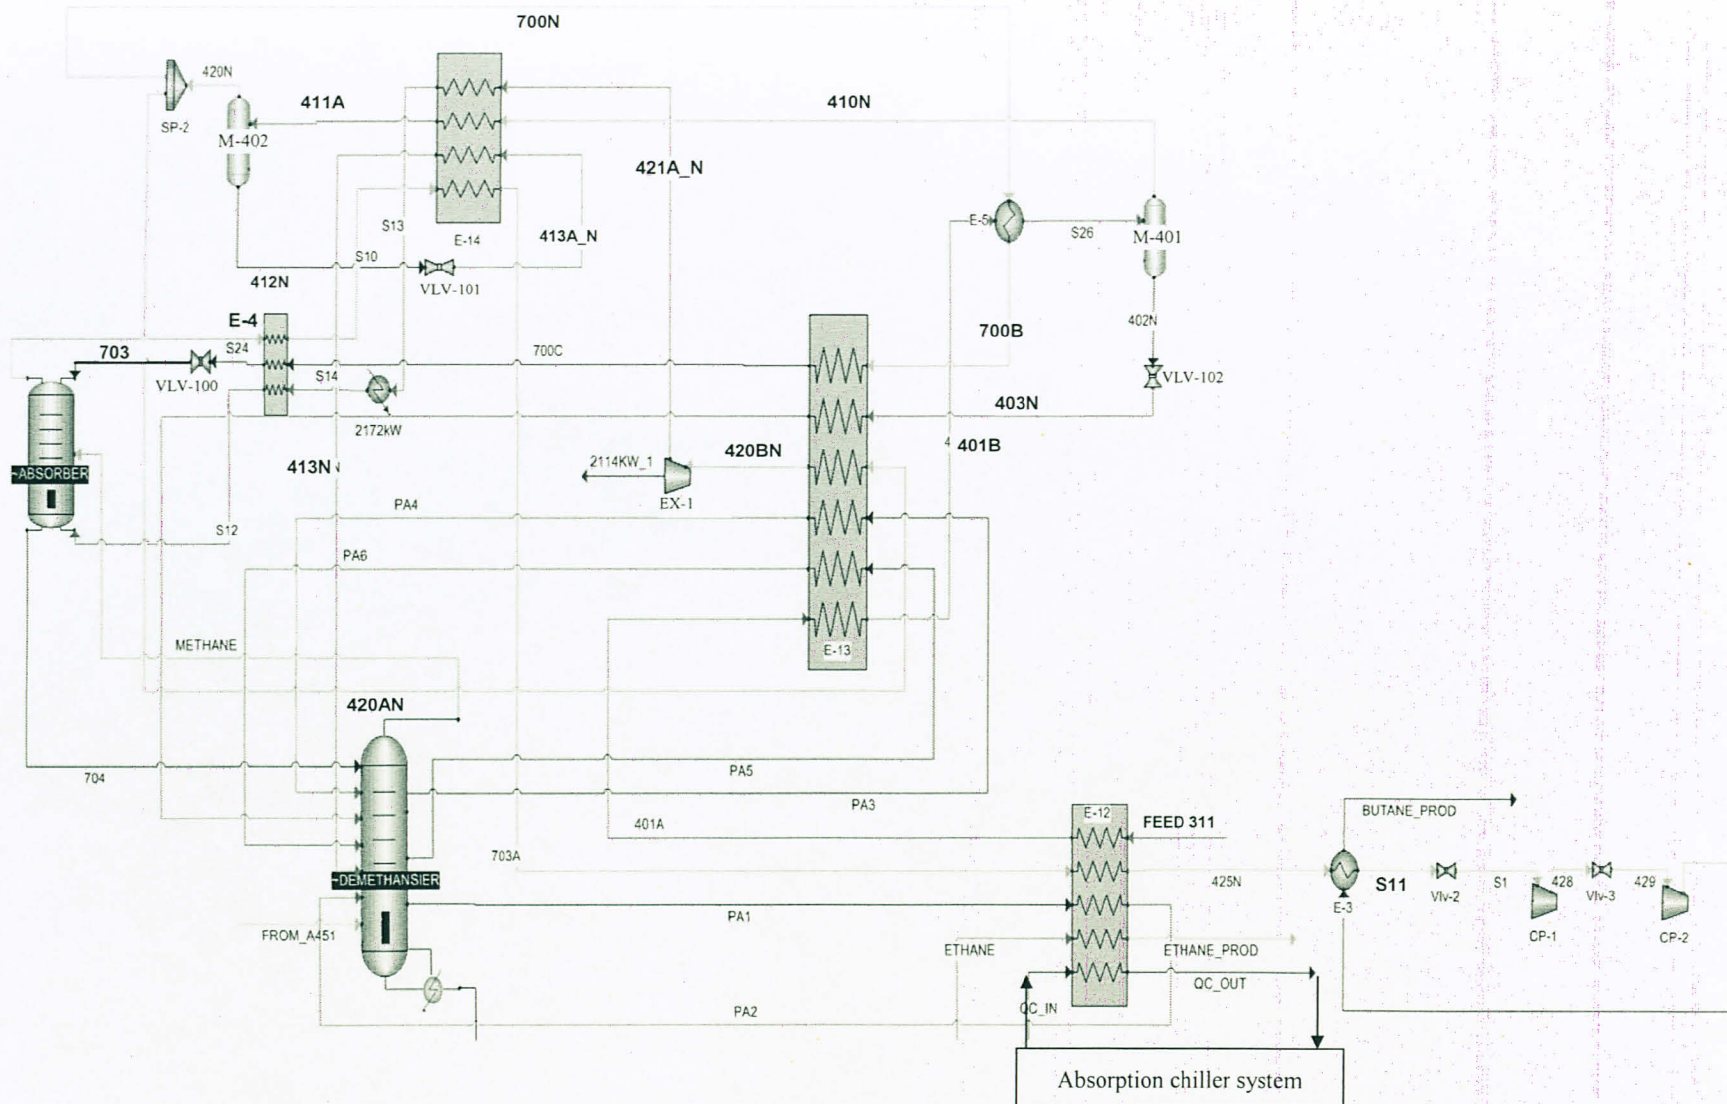 700N
420N
SP-2
M-402
411A
410N
421A_N
E-14
S13
413A_N
S10
412N
VLV-101
E-5
S26
M-401
402N
VLV-102
700B
E-4
703
S24
VLV-100
700C
S14
2172kW
403N
4
401B
413N
420BN
2114KW_1
EX-1
~ABSORBER
S12
PA4
PA6
E-13
METHANE
420AN
704
PA5
PA3
401A
E-12
FEED 311
BUTANE_PROD
703A
~DEMETHANSIER
425N
E-3
S11
Vlv-2
S1
CP-1
428
Vlv-3
429
CP-2
PA1
FROM_A451
ETHANE
ETHANE_PROD
QC_OUT
QC_IN
PA2
Absorption chiller system